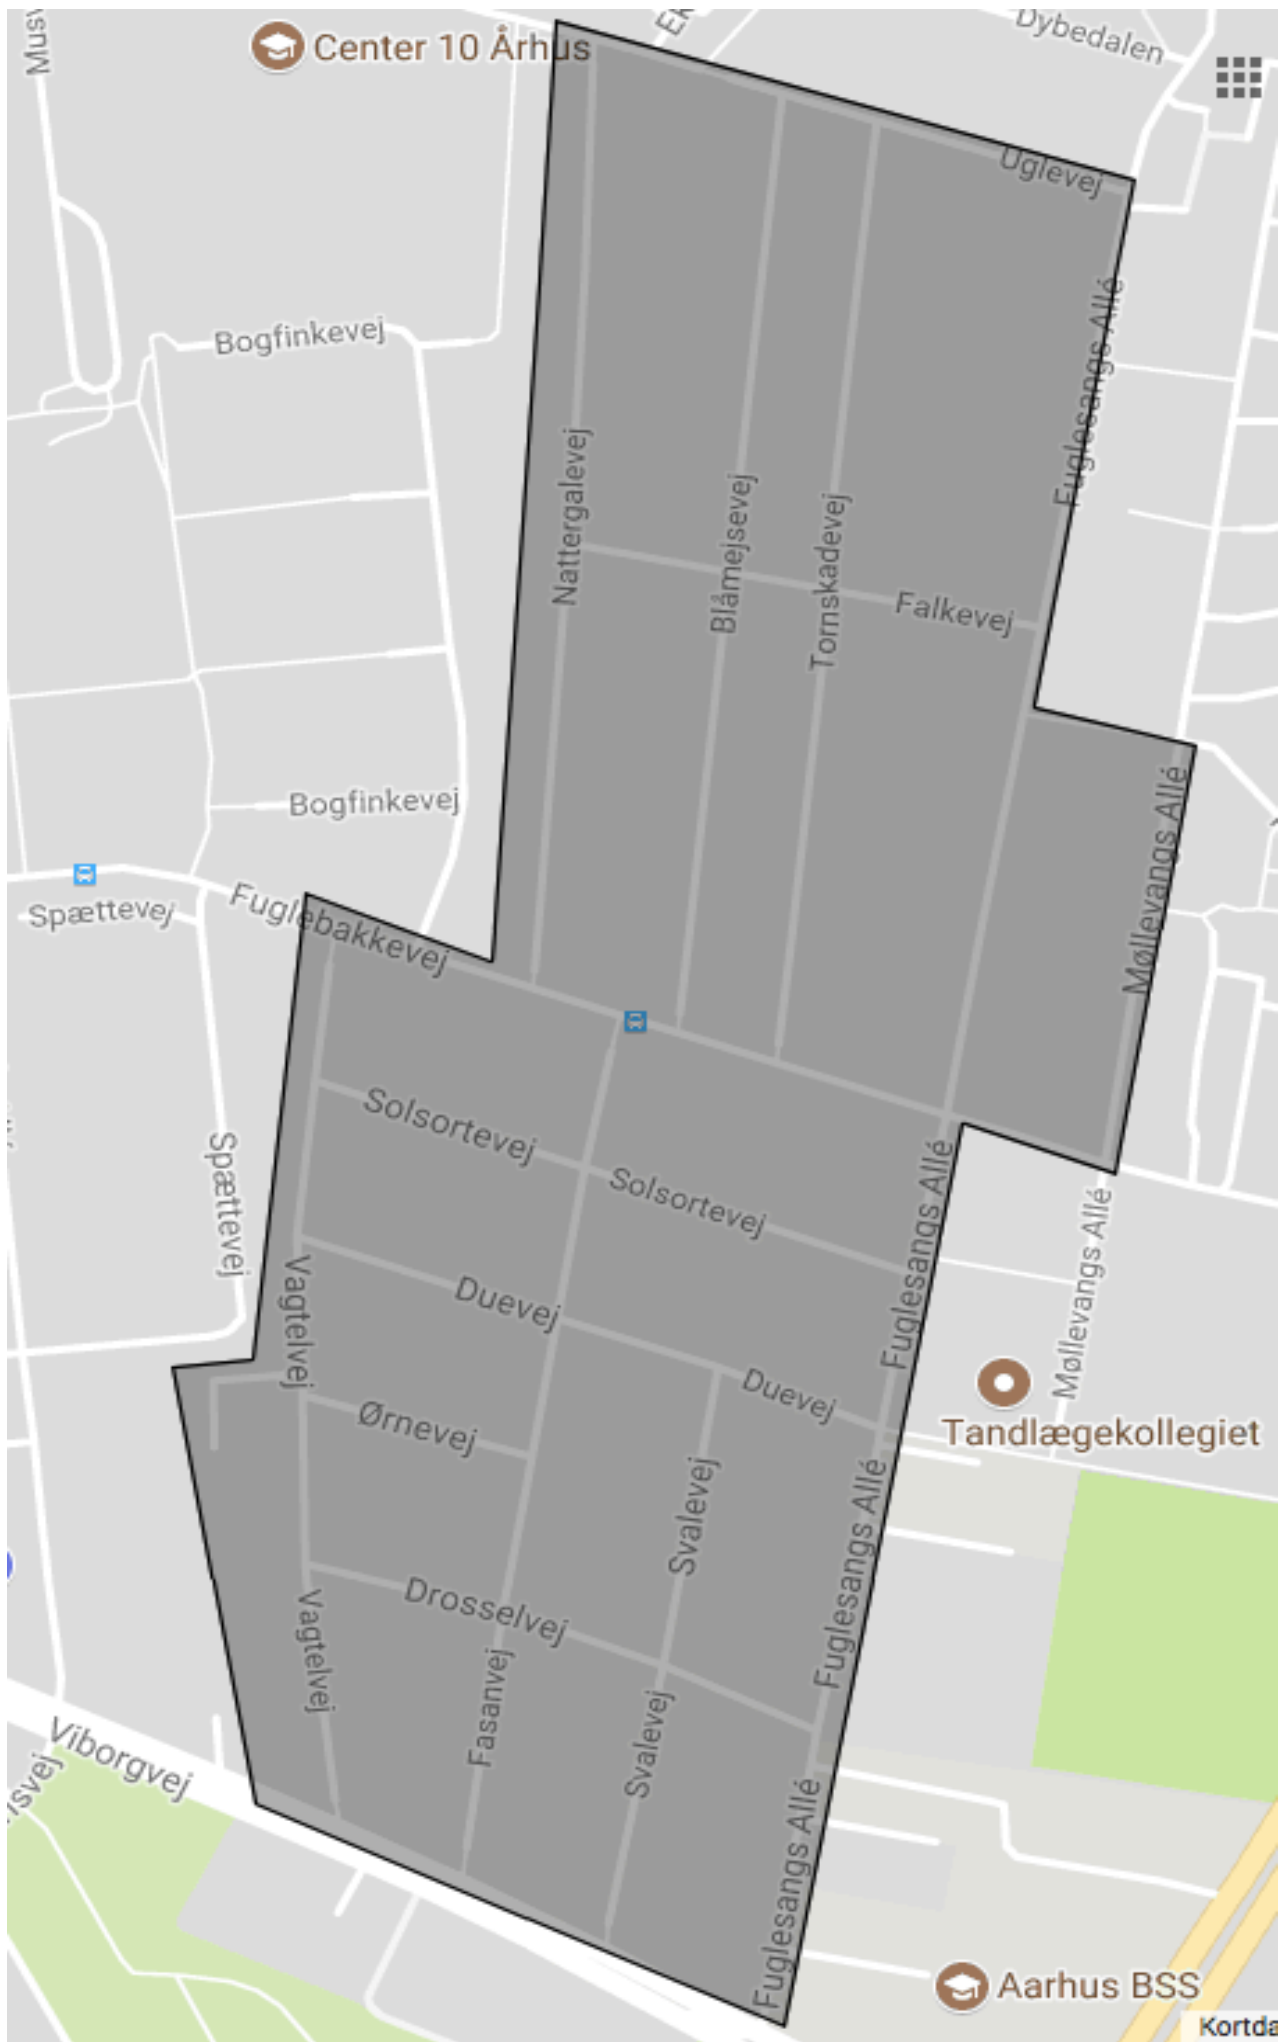 Center 10 Århus
Dybedalen
Uglevej
Bogfinkevej
Fuglesangs Allé
Nattergalevej
Blåmejsevej
Tornskadevej
Falkevej
Bogfinkevej
Møllevangs Allé
Spættevej
Fuglebakkevej
Solsortevej
Solsortevej
Spættevej
Fuglesangs Allé
Møllevangs Allé
Vagtelvej
Duevej
Duevej
Tandlægekollegiet
Ørnevej
Svalevej
Fuglesangs Allé
Drosselvej
Vagtelvej
Fasanvej
Svalevej
Viborgvej
Fuglesangs Allé
Aarhus BSS